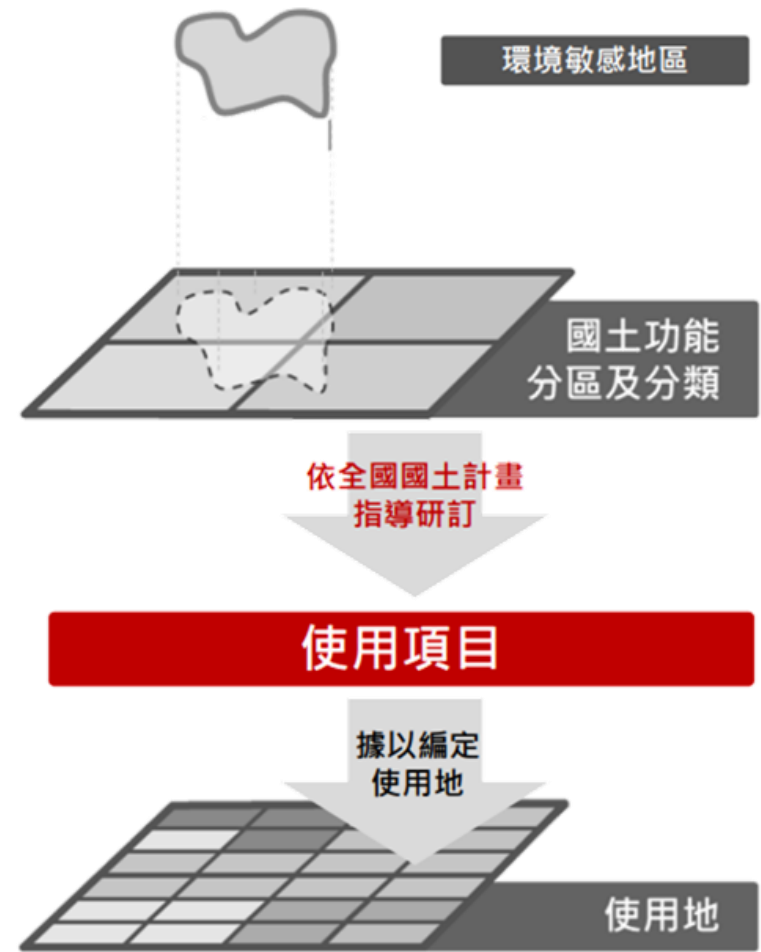 環境敏感地區
國土功能
分區及分類
依全國國土計畫
指導研訂
使用項目
據以編定
使用地
使用地